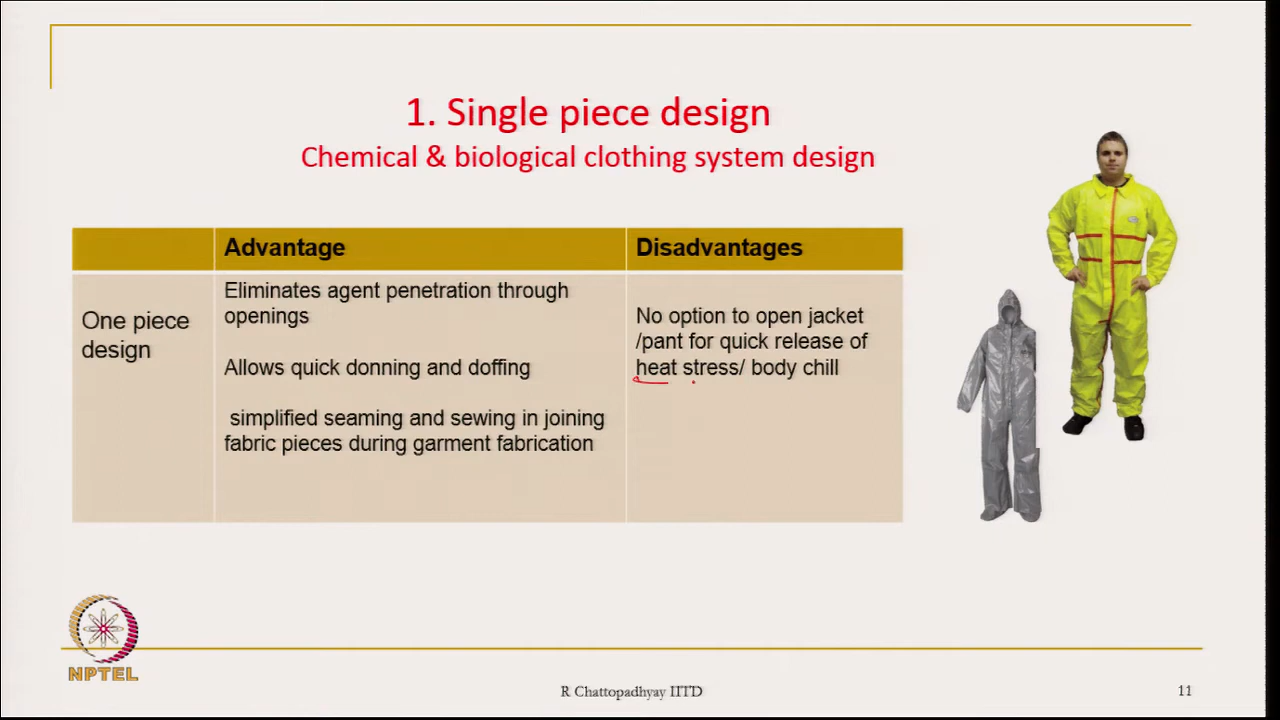 1. Single piece design
Chemical & biological clothing system design
Advantage
Disadvantages
One piece
design
Eliminates agent penetration through
openings
Allows quick donning and doffing
simplified seaming and sewing in joining
fabric pieces during garment fabrication
No option to open jacket
/pant for quick release of
heat stress/ body chill
NPTEL
R Chattopadhyay IITD
11